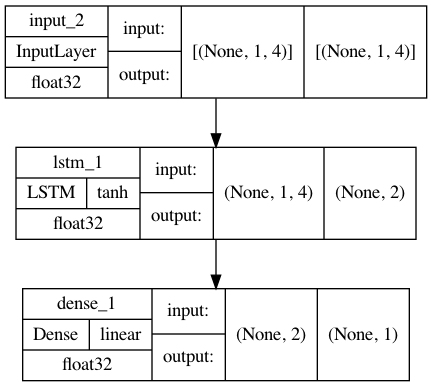 input_2
InputLayer
float32
input:
output:
[(None, 1, 4)]
[(None, 1, 4)]
lstm_1
LSTM
tanh
float32
input:
output:
(None, 1, 4)
(None, 2)
dense_1
Dense
linear
float32
input:
output:
(None, 2)
(None, 1)